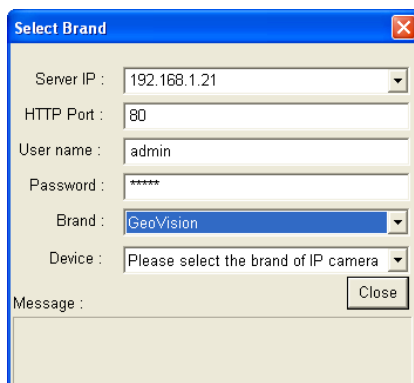 Select Brand
Server IP : 192.168.1.21
HTTP Port : 80
User name : admin
Password : *****
Brand : GeoVision
Device : Please select the brand of IP camera
Close
Message :